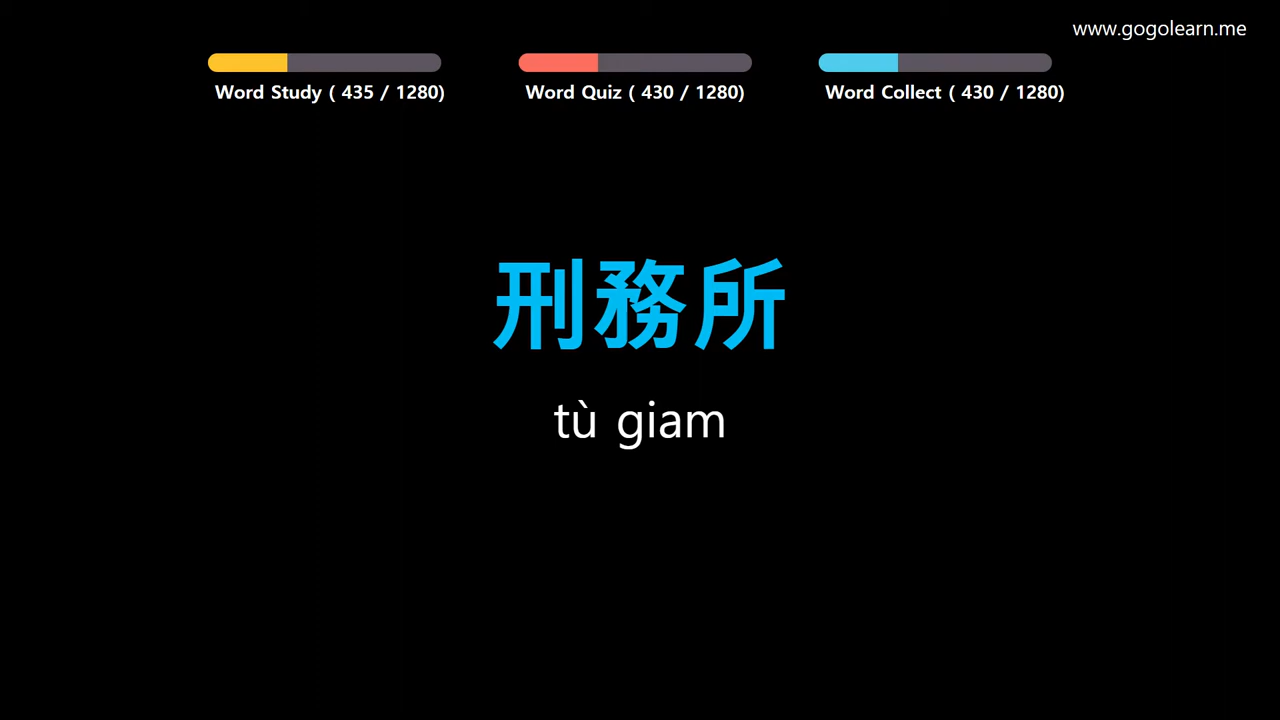 www.gogolearn.me
Word Study ( 435 / 1280)
Word Quiz ( 430 / 1280)
Word Collect ( 430 / 1280)
刑務所
tù giam